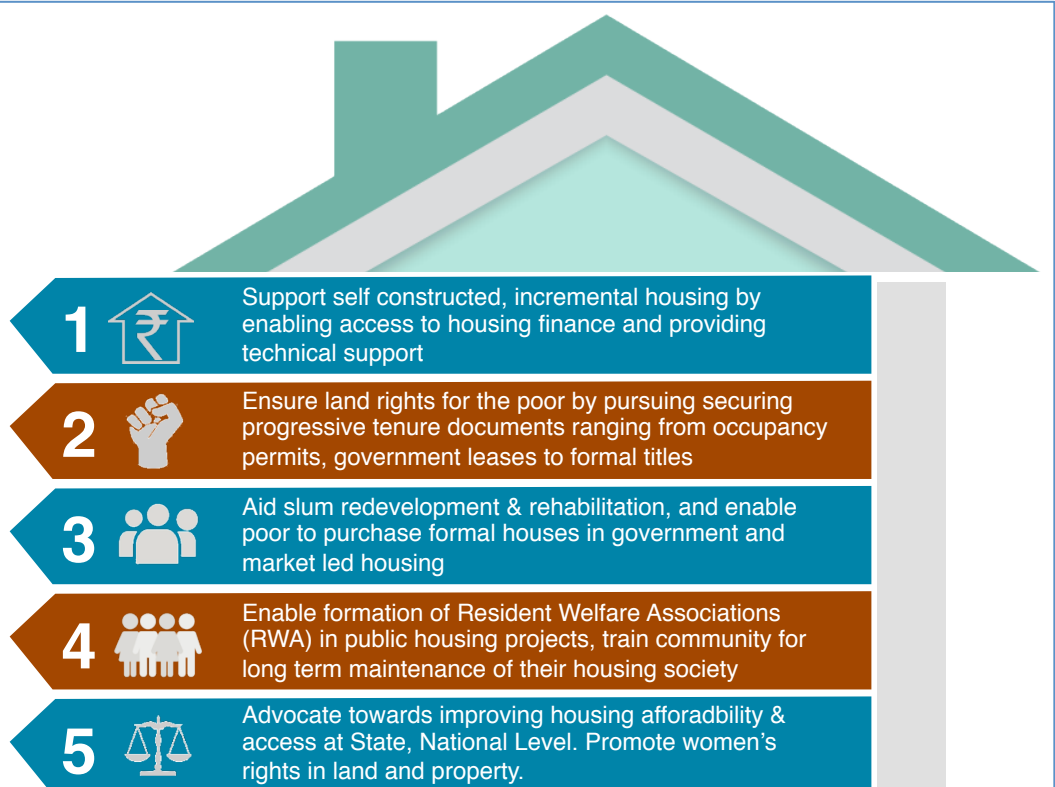 1
Support self constructed, incremental housing by
enabling access to housing finance and providing
technical support
2
Ensure land rights for the poor by pursuing securing
progressive tenure documents ranging from occupancy
permits, government leases to formal titles
3
Aid slum redevelopment & rehabilitation, and enable
poor to purchase formal houses in government and
market led housing
4
Enable formation of Resident Welfare Associations
(RWA) in public housing projects, train community for
long term maintenance of their housing society
5
Advocate towards improving housing afforadbility &
access at State, National Level. Promote women’s
rights in land and property.